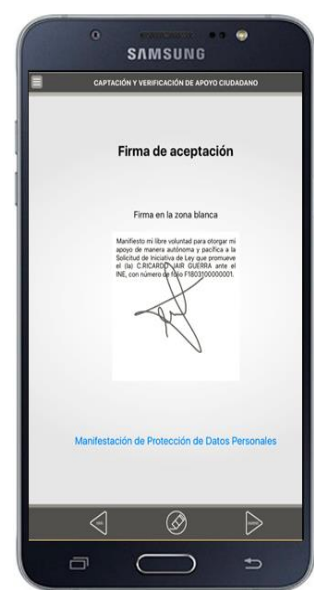 SAMSUNG
CAPTACIÓN Y VERIFICACIÓN DE APOYO CIUDADANO
Firma de aceptación
Firma en la zona blanca
Manifiesto mi libre voluntad para otorgar mi
apoyo de manera autónoma y pacífica a la
Solicitud de Iniciativa de Ley que promueve
el (la) C.RICARDO JAIR GUERRA ante el
INE, con número de folio F1803100000001.
Manifestación de Protección de Datos Personales